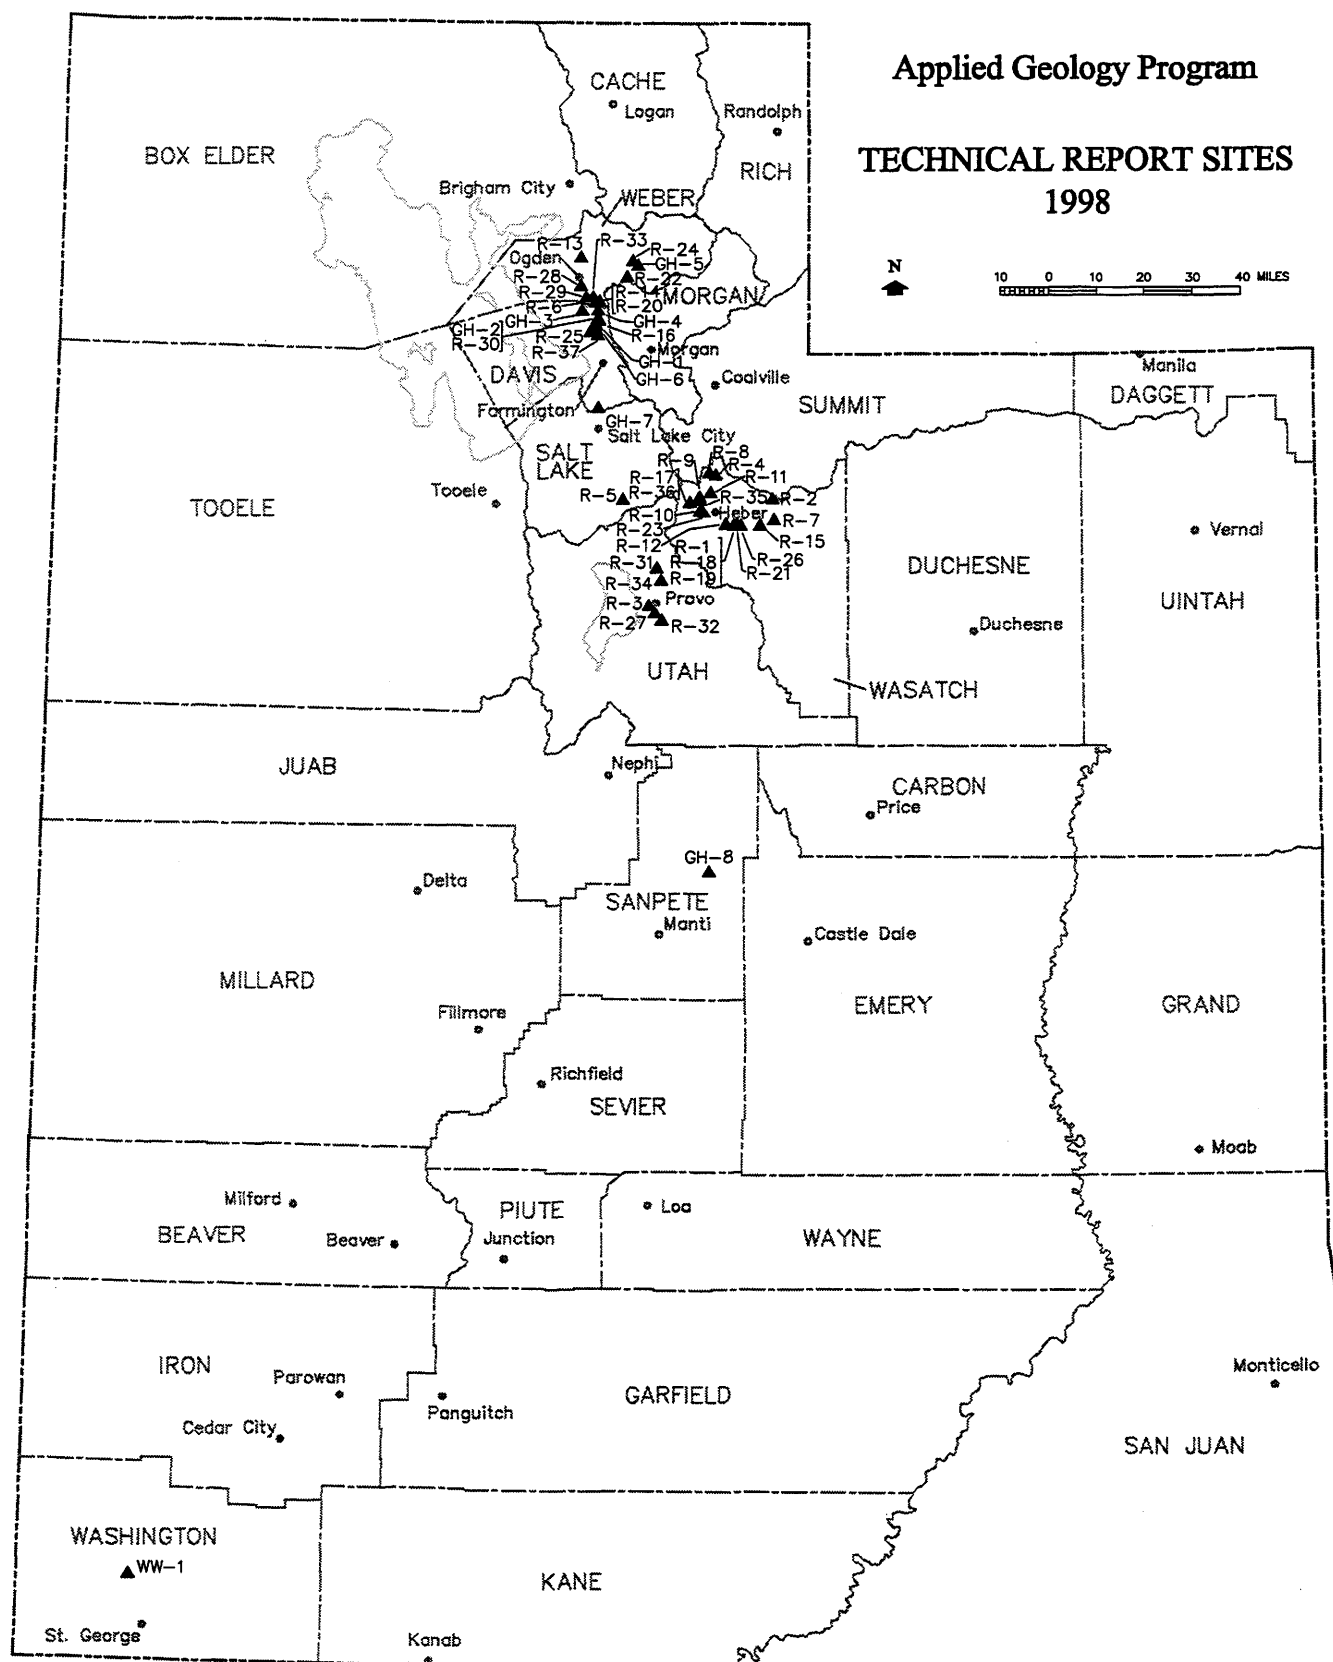 Applied Geology Program
TECHNICAL REPORT SITES
1998
N
10 0 10 20 30 40 MILES
CACHE
Logan
Randolph
RICH
BOX ELDER
Brigham City
WEBER
R-13
R-33
R-24
GH-5
Ogden
R-28
R-22
R-29
R-14
MORGAN
R-6
R-20
GH-3
GH-4
GH-2
R-30
R-25
R-16
R-37
Morgan
GH-1
GH-6
DAVIS
Coalville
Farmington
GH-7
Salt Lake City
SUMMIT
Manila
DAGGETT
SALT
LAKE
R-9
R-8
R-4
R-17
R-11
R-5
R-36
R-35
R-2
Tooele
TOOELE
R-10
Heber
R-7
R-23
R-15
R-12
R-1
R-26
R-31
R-18
R-21
R-34
R-19
R-3
Provo
R-27
R-32
UTAH
WASATCH
DUCHESNE
Duchesne
Vernal
UINTAH
JUAB
Nephi
CARBON
Price
GH-8
SANPETE
Manti
Delta
Castle Dale
MILLARD
EMERY
GRAND
Fillmore
Richfield
SEVIER
Moab
Milford
BEAVER
Beaver
PIUTE
Junction
Loa
WAYNE
IRON
Parowan
Cedar City
Panguitch
GARFIELD
Monticello
SAN JUAN
WASHINGTON
WW-1
KANE
St. George
Kanab